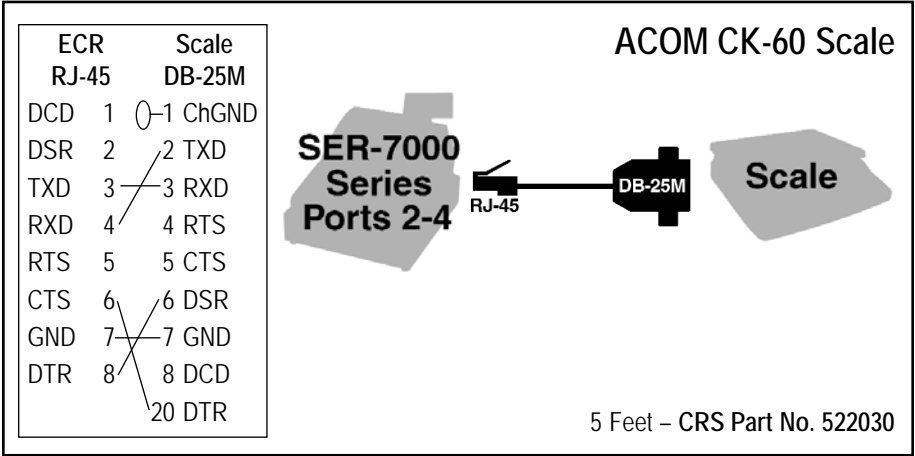 ECR Scale
RJ-45 DB-25M
DCD 1 1 ChGND
DSR 2 2 TXD
TXD 3 3 RXD
RXD 4 4 RTS
RTS 5 5 CTS
CTS 6 6 DSR
GND 7 7 GND
DTR 8 8 DCD
20 DTR
ACOM CK-60 Scale
SER-7000
Series
Ports 2-4
RJ-45
DB-25M
Scale
5 Feet – CRS Part No. 522030